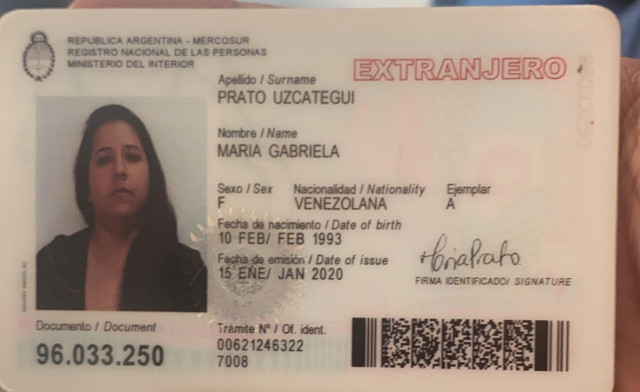 REPUBLICA ARGENTINA - MERCOSUR
REGISTRO NACIONAL DE LAS PERSONAS
MINISTERIO DEL INTERIOR
EXTRANJERO
Apellido / Surname
PRATO UZCATEGUI
Nombre / Name
MARIA GABRIELA
Sexo / Sex Nacionalidad / Nationality Ejemplar
F VENEZOLANA A
Fecha de nacimiento / Date of birth
10 FEB/ FEB 1993
Fecha de emisión / Date of issue
15 ENE/ JAN 2020
FIRMA IDENTIFICADO/ SIGNATURE
Documento / Document
96.033.250
Trámite Nº / Of. ident.
00621246322
7008